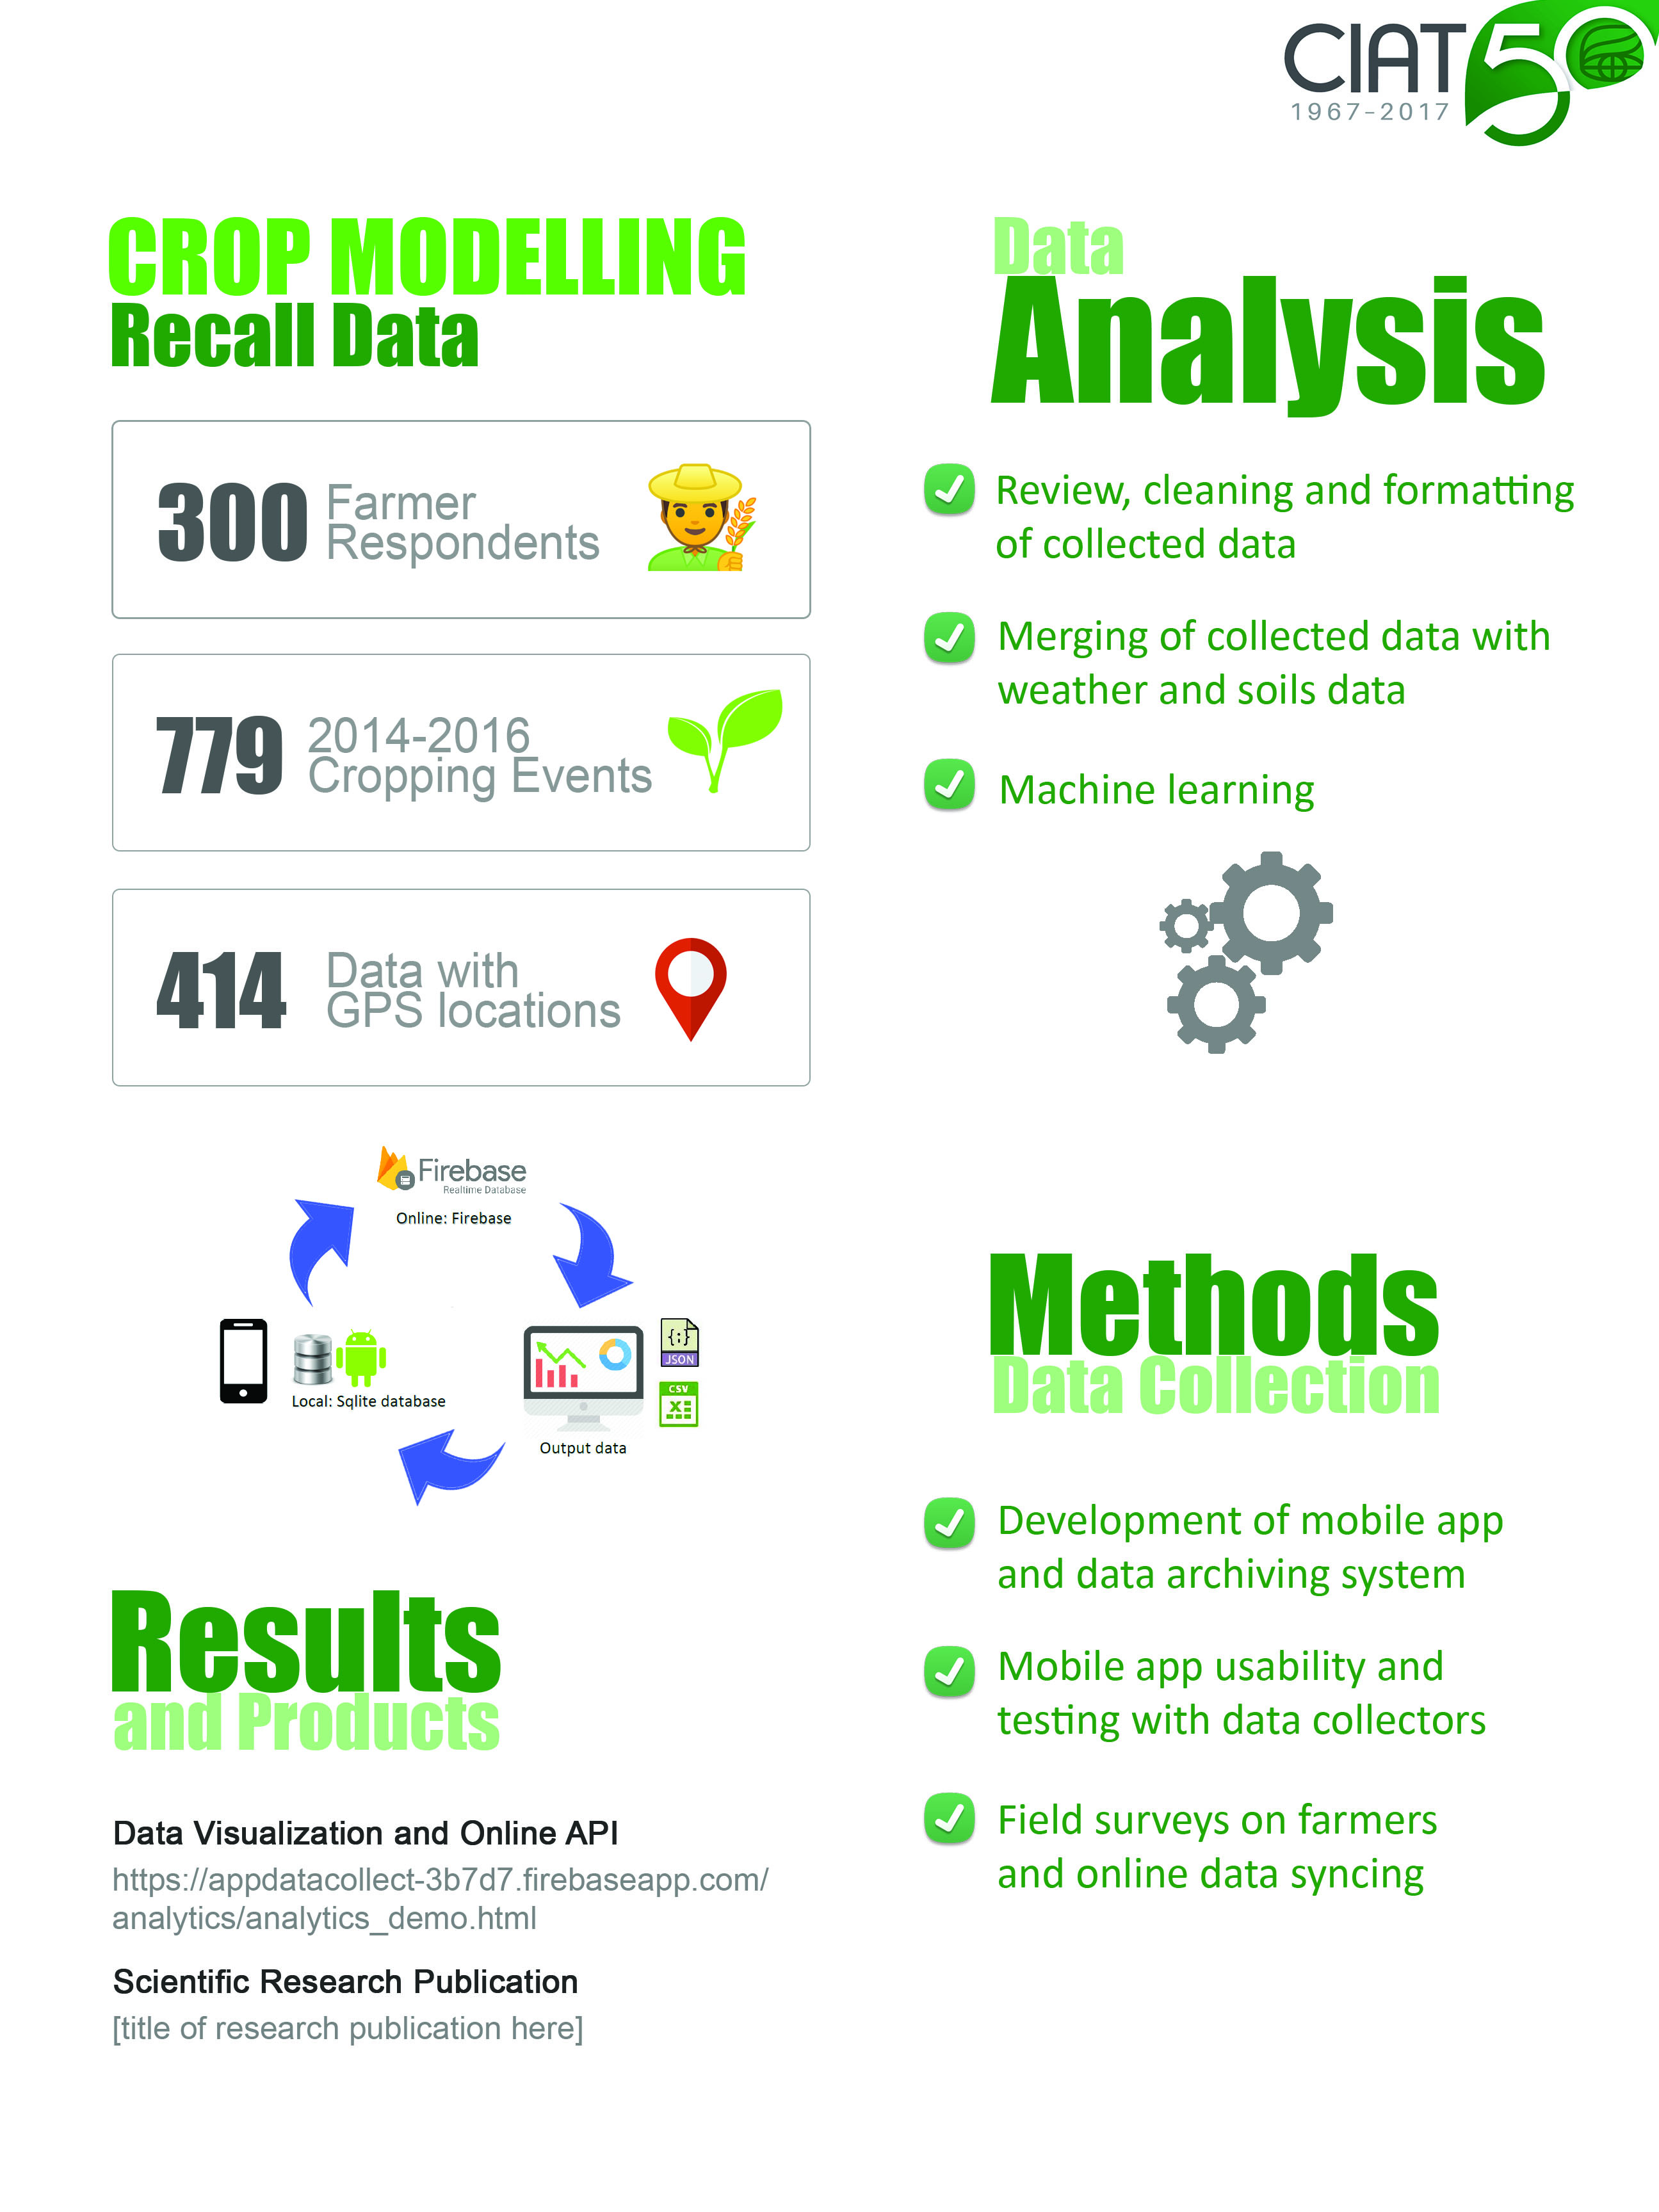 CIAT 50
1967-2017
CROP MODELLING
Recall Data
300 Farmer
Respondents
779 2014-2016
Cropping Events
414 Data with
GPS locations
Firebase
Realtime Database
Online: Firebase
Local: Sqlite database
{;}
JSON
CSV
X
Output data
Results
and Products
Data Visualization and Online API
https://appdatacollect-3b7d7.firebaseapp.com/
analytics/analytics_demo.html
Scientific Research Publication
[title of research publication here]
Data
Analysis
Review, cleaning and formatting
of collected data
Merging of collected data with
weather and soils data
Machine learning
Methods
Data Collection
Development of mobile app
and data archiving system
Mobile app usability and
testing with data collectors
Field surveys on farmers
and online data syncing